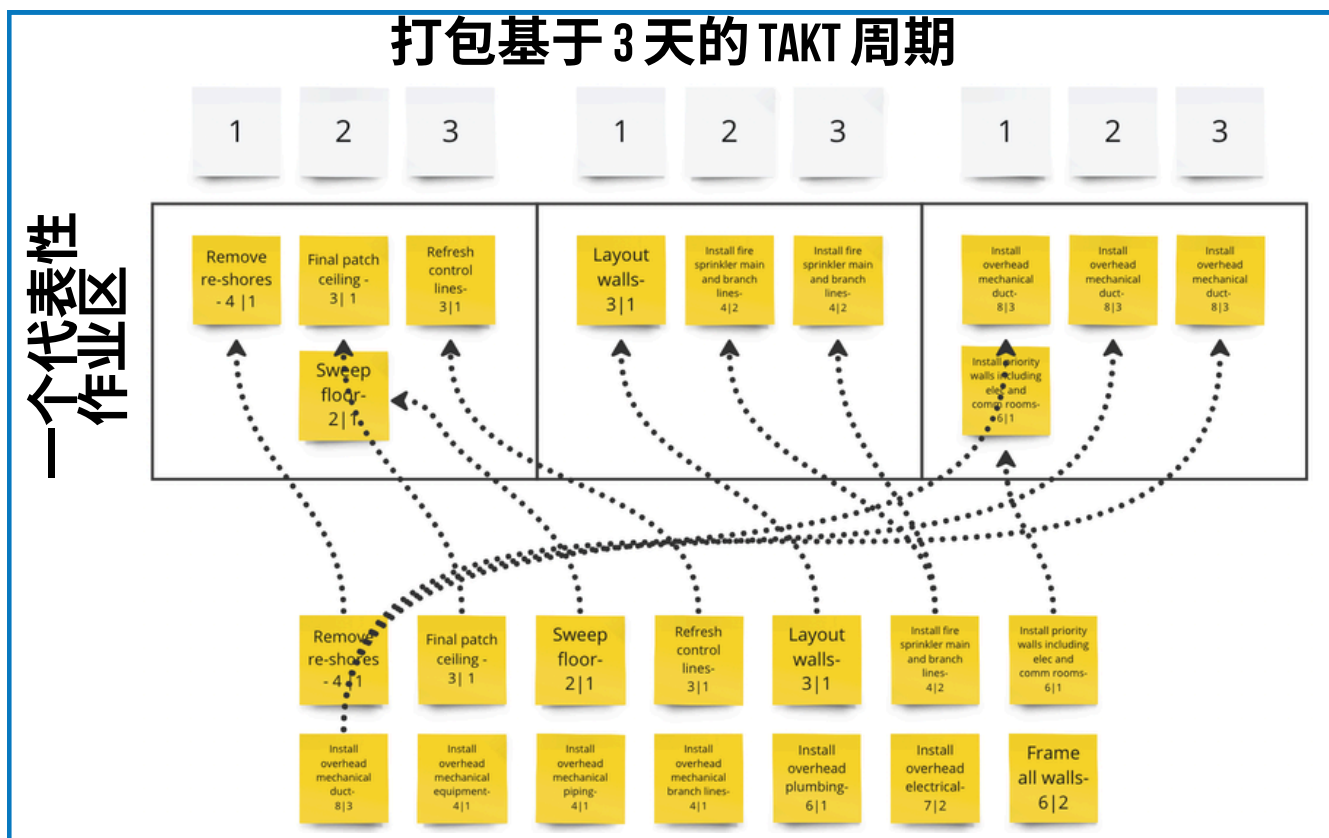 打包基于 3 天的 TAKT 周期
一个代表性
作业区
1
2
3
1
2
3
1
2
3
Remove
re-shores
- 4 |1
Final patch
ceiling -
3| 1
Refresh
control
lines-
3|1
Layout
walls-
3|1
Install fire
sprinkler main
and branch
lines-
4|2
Install fire
sprinkler main
and branch
lines-
4|2
Install
overhead
mechanical
duct-
8|3
Install
overhead
mechanical
duct-
8|3
Install
overhead
mechanical
duct-
8|3
Sweep
floor-
2|1
Install priority
walls including
elec and
comm rooms-
6|1
Remove
re-shores
- 4 |1
Final patch
ceiling -
3| 1
Sweep
floor-
2|1
Refresh
control
lines-
3|1
Layout
walls-
3|1
Install fire
sprinkler main
and branch
lines-
4|2
Install priority
walls including
elec and
comm rooms-
6|1
Install
overhead
mechanical
duct-
8|3
Install
overhead
mechanical
equipment-
4|1
Install
overhead
mechanical
piping-
4|1
Install
overhead
mechanical
branch lines-
4|1
Install
overhead
plumbing-
6|1
Install
overhead
electrical-
7|2
Frame
all walls-
6|2